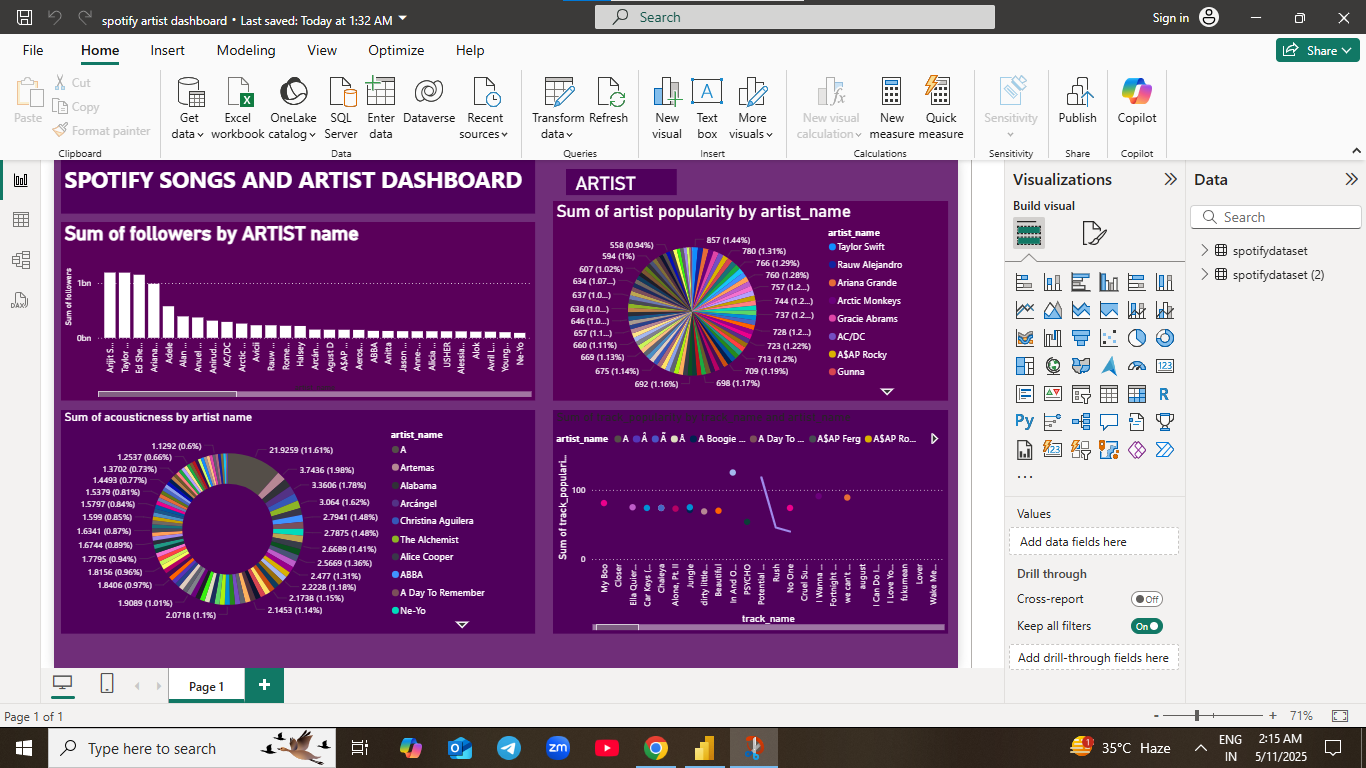 spotify artist dashboard • Last saved: Today at 1:32 AM
Search
Sign in
File
Home
Insert
Modeling
View
Optimize
Help
Share
Paste
Cut
Copy
Format painter
Clipboard
Get data
Excel workbook
OneLake catalog
SQL Server
Enter data
Dataverse
Recent sources
Data
Transform data
Refresh
Queries
New visual
Text box
More visuals
Insert
New visual calculation
New measure
Quick measure
Calculations
Sensitivity
Sensitivity
Publish
Share
Copilot
Copilot
SPOTIFY SONGS AND ARTIST DASHBOARD
ARTIST
Sum of followers by ARTIST name
Sum of followers
1bn
0bn
Arijit S...
Taylor ...
Ed She...
Ariana...
Adele
Alan ...
Anuel ...
Anirud...
AC/DC
Arctic ...
Avicii
Rauw ...
Rome...
Halsey
Arcán...
August D
A$AP ...
Aeros...
ABBA
Anitta
Jason ...
Anne-...
Alicia
USHER
Alessia...
Alok
Avril L...
Young...
Ne-Yo
Sum of artist popularity by artist_name
857 (1.44%)
780 (1.31%)
766 (1.29%)
760 (1.28%)
757 (1.2...)
744 (1.2...)
737 (1.2...)
728 (1.2...)
723 (1.22%)
713 (1.2%)
709 (1.19%)
698 (1.17%)
692 (1.16%)
675 (1.14%)
669 (1.13%)
660 (1.11%)
657 (1.1...)
646 (1.0...)
638 (1.0...)
637 (1.0...)
634 (1.07...)
607 (1.02%)
594 (1%)
558 (0.94%)
artist_name
Taylor Swift
Rauw Alejandro
Ariana Grande
Arctic Monkeys
Gracie Abrams
AC/DC
A$AP Rocky
Gunna
Sum of acousticness by artist name
21.9259 (11.61%)
3.7436 (1.98%)
3.3606 (1.78%)
3.064 (1.62%)
2.7941 (1.48%)
2.7875 (1.48%)
2.6689 (1.41%)
2.5669 (1.36%)
2.477 (1.31%)
2.2228 (1.18%)
2.1738 (1.15%)
2.1453 (1.14%)
2.0718 (1.1%)
1.9089 (1.01%)
1.8406 (0.97%)
1.8156 (0.96%)
1.7795 (0.94%)
1.6744 (0.89%)
1.6341 (0.87%)
1.599 (0.85%)
1.5797 (0.84%)
1.5379 (0.81%)
1.4493 (0.77%)
1.3702 (0.73%)
1.2537 (0.66%)
1.1292 (0.6%)
artist_name
A
Artemas
Alabama
Arcángel
Christina Aguilera
The Alchemist
Alice Cooper
ABBA
A Day To Remember
Ne-Yo
artist_name A Â Ã Ä A Boogie ... A Day To ... A$AP Ferg A$AP Ro...
Sum of track_populari...
100
0
My Boo
Closer
Ella Quier...
Car Keys (...
Chaleya
Alone, Pt. II
Jungle
dirty little...
Beautiful
In And O...
PSYCHO
Potential ...
Rush
No One
Cruel Su...
I Wanna ...
Fortnight...
we can't ...
august
I Can Do I...
I Love Yo...
fukumean
Lover
Wake Me...
track_name
Visualizations
Build visual
Values
Add data fields here
Drill through
Cross-report
Off
Keep all filters
On
Add drill-through fields here
Data
Search
spotifydataset
spotifydataset (2)
Page 1
Page 1 of 1
71%
Type here to search
35°C Haze
ENG
IN
2:15 AM
5/11/2025